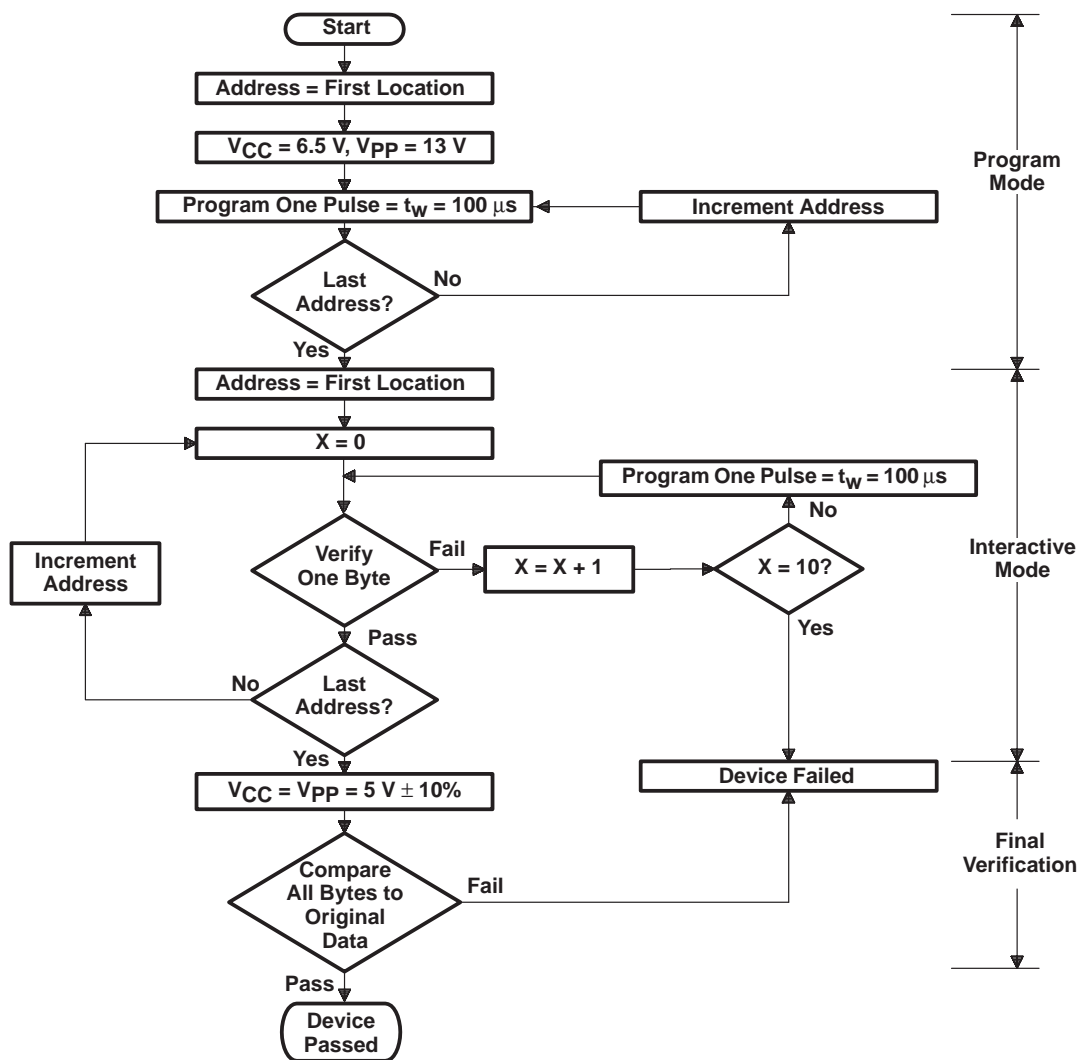 Start
Address = First Location
VCC = 6.5 V, VPP = 13 V
Program
Mode
Program One Pulse = tw = 100 μs
Increment Address
Last
Address?
No
Yes
Address = First Location
X = 0
Program One Pulse = tw = 100 μs
No
Increment
Address
Verify
One Byte
Fail
X = X + 1
X = 10?
Interactive
Mode
Pass
Yes
No
Last
Address?
Yes
VCC = VPP = 5 V ± 10%
Device Failed
Final
Verification
Compare
All Bytes to
Original
Data
Fail
Pass
Device
Passed